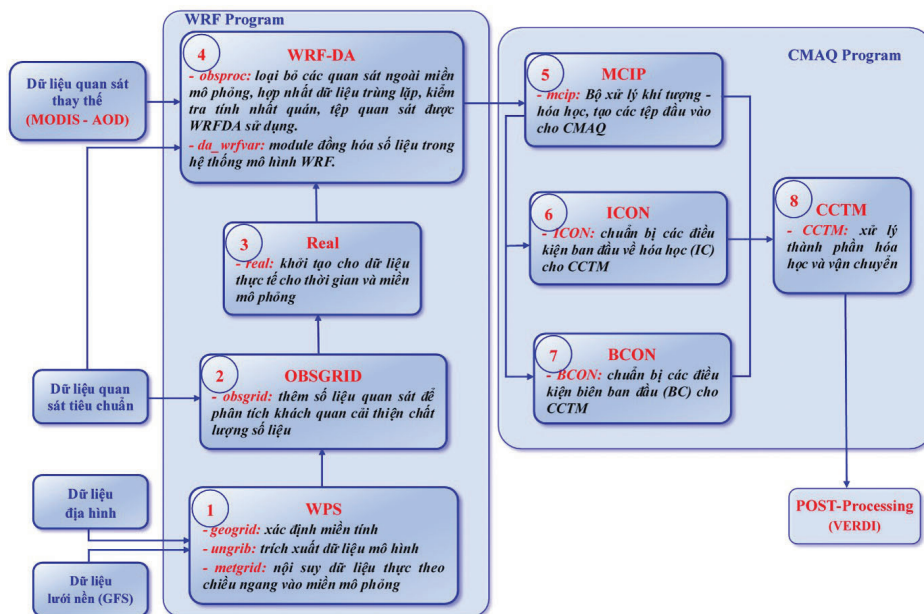 WRF Program
4
WRF-DA
- obsproc: loại bỏ các quan sát ngoài miền
mô phỏng, hợp nhất dữ liệu trùng lặp, kiểm
tra tính nhất quán, tệp quan sát được
WRFDA sử dụng.
- da_wrfvar: module đồng hóa số liệu trong
hệ thống mô hình WRF.
Dữ liệu quan sát
thay thế
(MODIS - AOD)
3
Real
- real: khởi tạo cho dữ liệu
thực tế cho thời gian và miền
mô phỏng
2
OBSGRID
- obsgrid: thêm số liệu quan sát để
phân tích khách quan cải thiện chất
lượng số liệu
Dữ liệu quan
sát tiêu chuẩn
1
WPS
- geogrid: xác định miền tính
- ungrib: trích xuất dữ liệu mô hình
- metgrid: nội suy dữ liệu thực theo
chiều ngang vào miền mô phỏng
Dữ liệu
địa hình
Dữ liệu
lưới nền (GFS)
CMAQ Program
5
MCIP
- mcip: Bộ xử lý khí tượng -
hóa học, tạo các tệp đầu vào
cho CMAQ
6
ICON
- ICON: chuẩn bị các điều
kiện ban đầu về hóa học (IC)
cho CCTM
7
BCON
- BCON: chuẩn bị các điều
kiện biên ban đầu (BC) cho
CCTM
8
CCTM
- CCTM: xử lý
thành phần hóa
học và vận chuyển
POST-Processing
(VERDI)